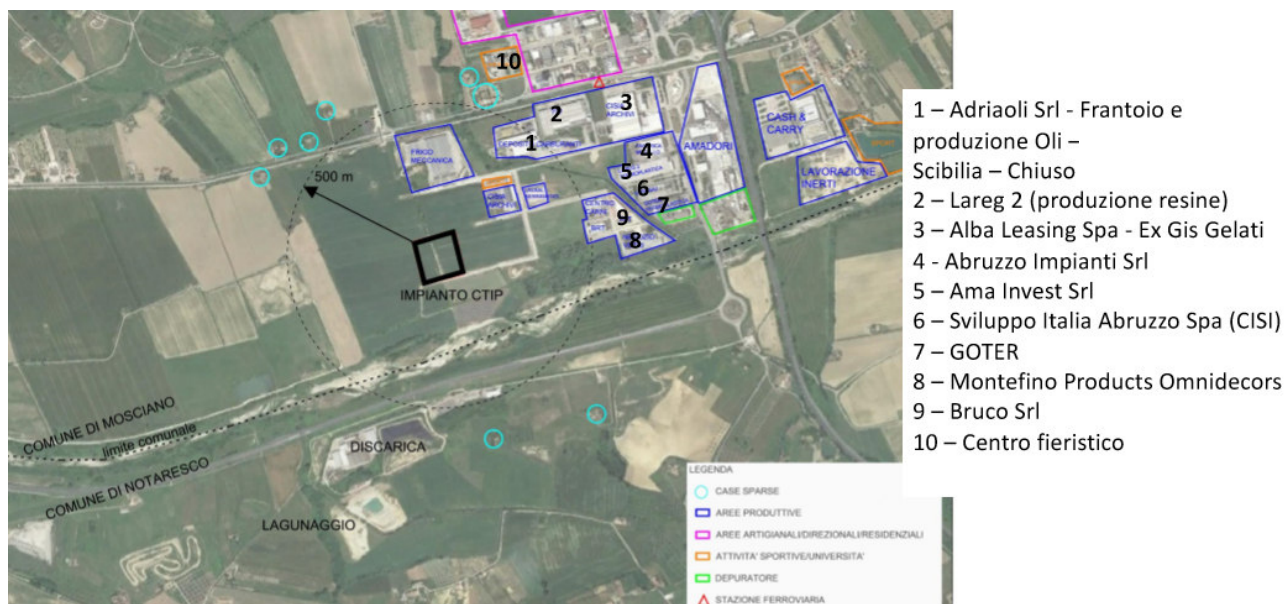 10
2
3
CISI
ARCHIVI
1
FRIGO
MECCANICA
4
AMADORI
CASH &
CARRY
5
6
LAVORAZIONE
INERTI
7
CENTRO
9
8
500 m
IMPIANTO CTIP
COMUNE DI MOSCIANO
limite comunale
COMUNE DI NOTARESCO
DISCARICA
LAGUNAGGIO
LEGENDA
CASE SPARSE
AREE PRODUTTIVE
AREE ARTIGIANALI/DIREZIONALI/RESIDENZIALI
ATTIVITA' SPORTIVE/UNIVERSITA'
DEPURATORE
STAZIONE FERROVIARIA
1 – Adriaoli Srl - Frantoio e
produzione Oli –
Scibilia – Chiuso
2 – Lareg 2 (produzione resine)
3 – Alba Leasing Spa - Ex Gis Gelati
4 - Abruzzo Impianti Srl
5 – Ama Invest Srl
6 – Sviluppo Italia Abruzzo Spa (CISI)
7 – GOTER
8 – Montefino Products Omnidecors
9 – Bruco Srl
10 – Centro fieristico